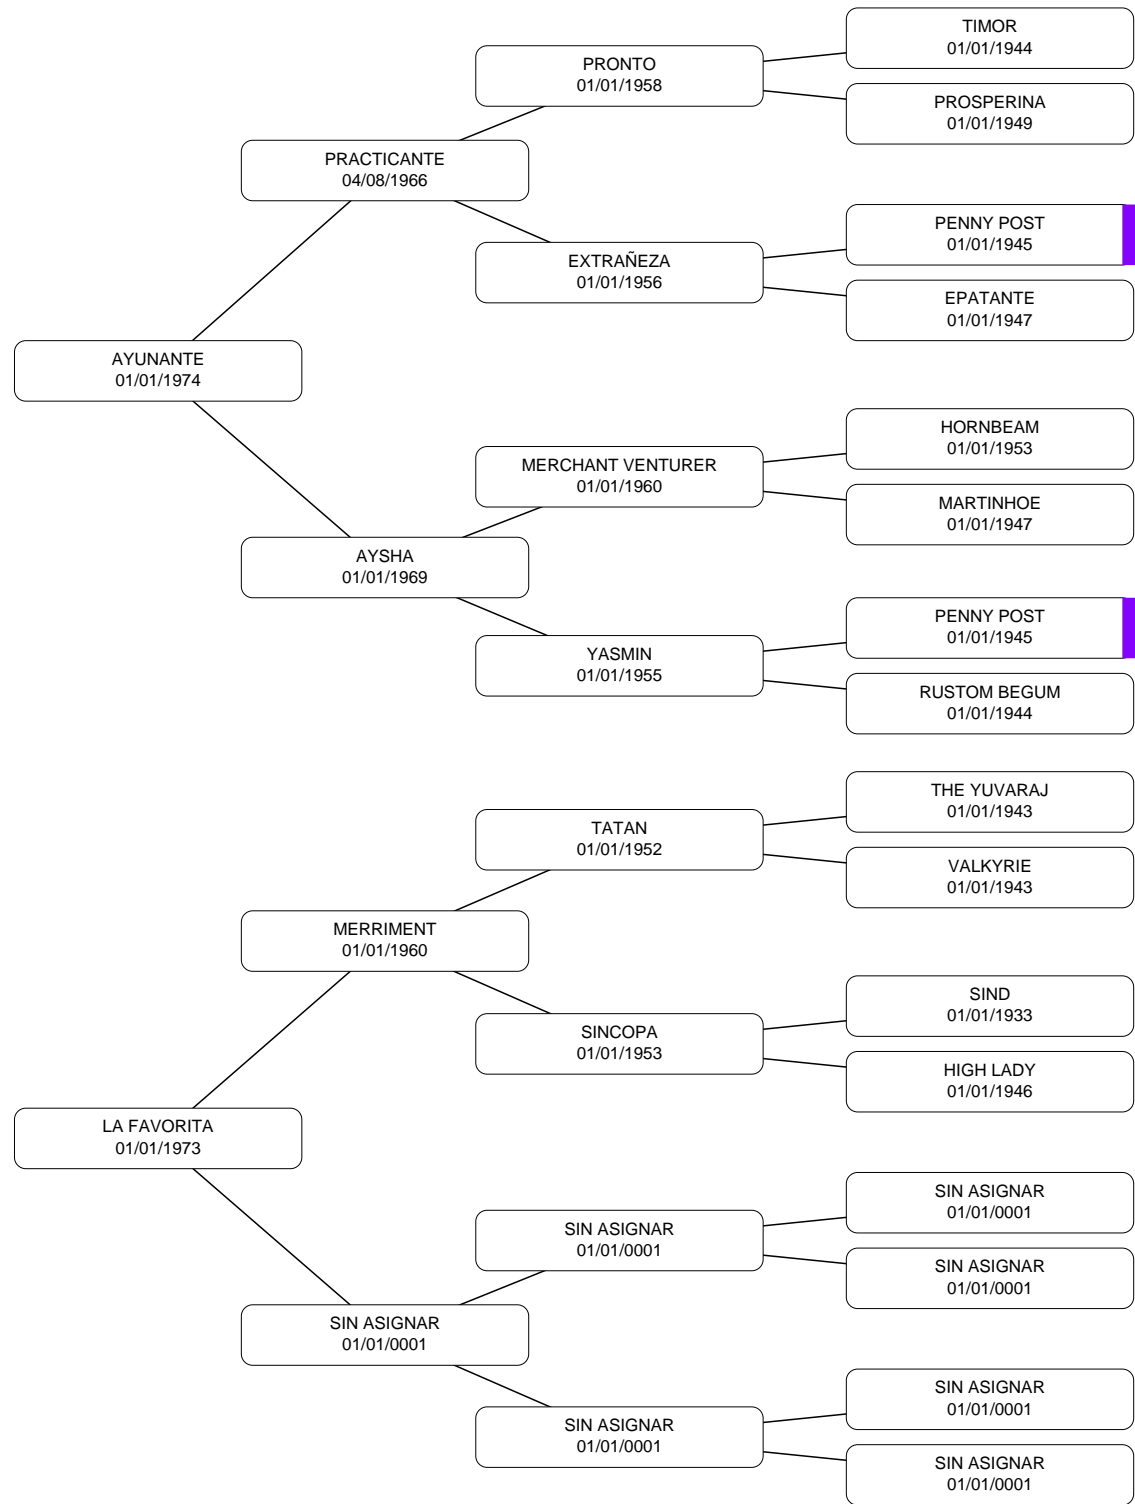 TIMOR
01/01/1944
PRONTO
01/01/1958
PROSPERINA
01/01/1949
PRACTICANTE
04/08/1966
PENNY POST
01/01/1945
EXTRAÑEZA
01/01/1956
EPATANTE
01/01/1947
AYUNANTE
01/01/1974
HORNBEAM
01/01/1953
MERCHANT VENTURER
01/01/1960
MARTINHOE
01/01/1947
AYSHA
01/01/1969
PENNY POST
01/01/1945
YASMIN
01/01/1955
RUSTOM BEGUM
01/01/1944
THE YUVARAJ
01/01/1943
TATAN
01/01/1952
VALKYRIE
01/01/1943
MERRIMENT
01/01/1960
SIND
01/01/1933
SINCOPA
01/01/1953
HIGH LADY
01/01/1946
LA FAVORITA
01/01/1973
SIN ASIGNAR
01/01/0001
SIN ASIGNAR
01/01/0001
SIN ASIGNAR
01/01/0001
SIN ASIGNAR
01/01/0001
SIN ASIGNAR
01/01/0001
SIN ASIGNAR
01/01/0001
SIN ASIGNAR
01/01/0001